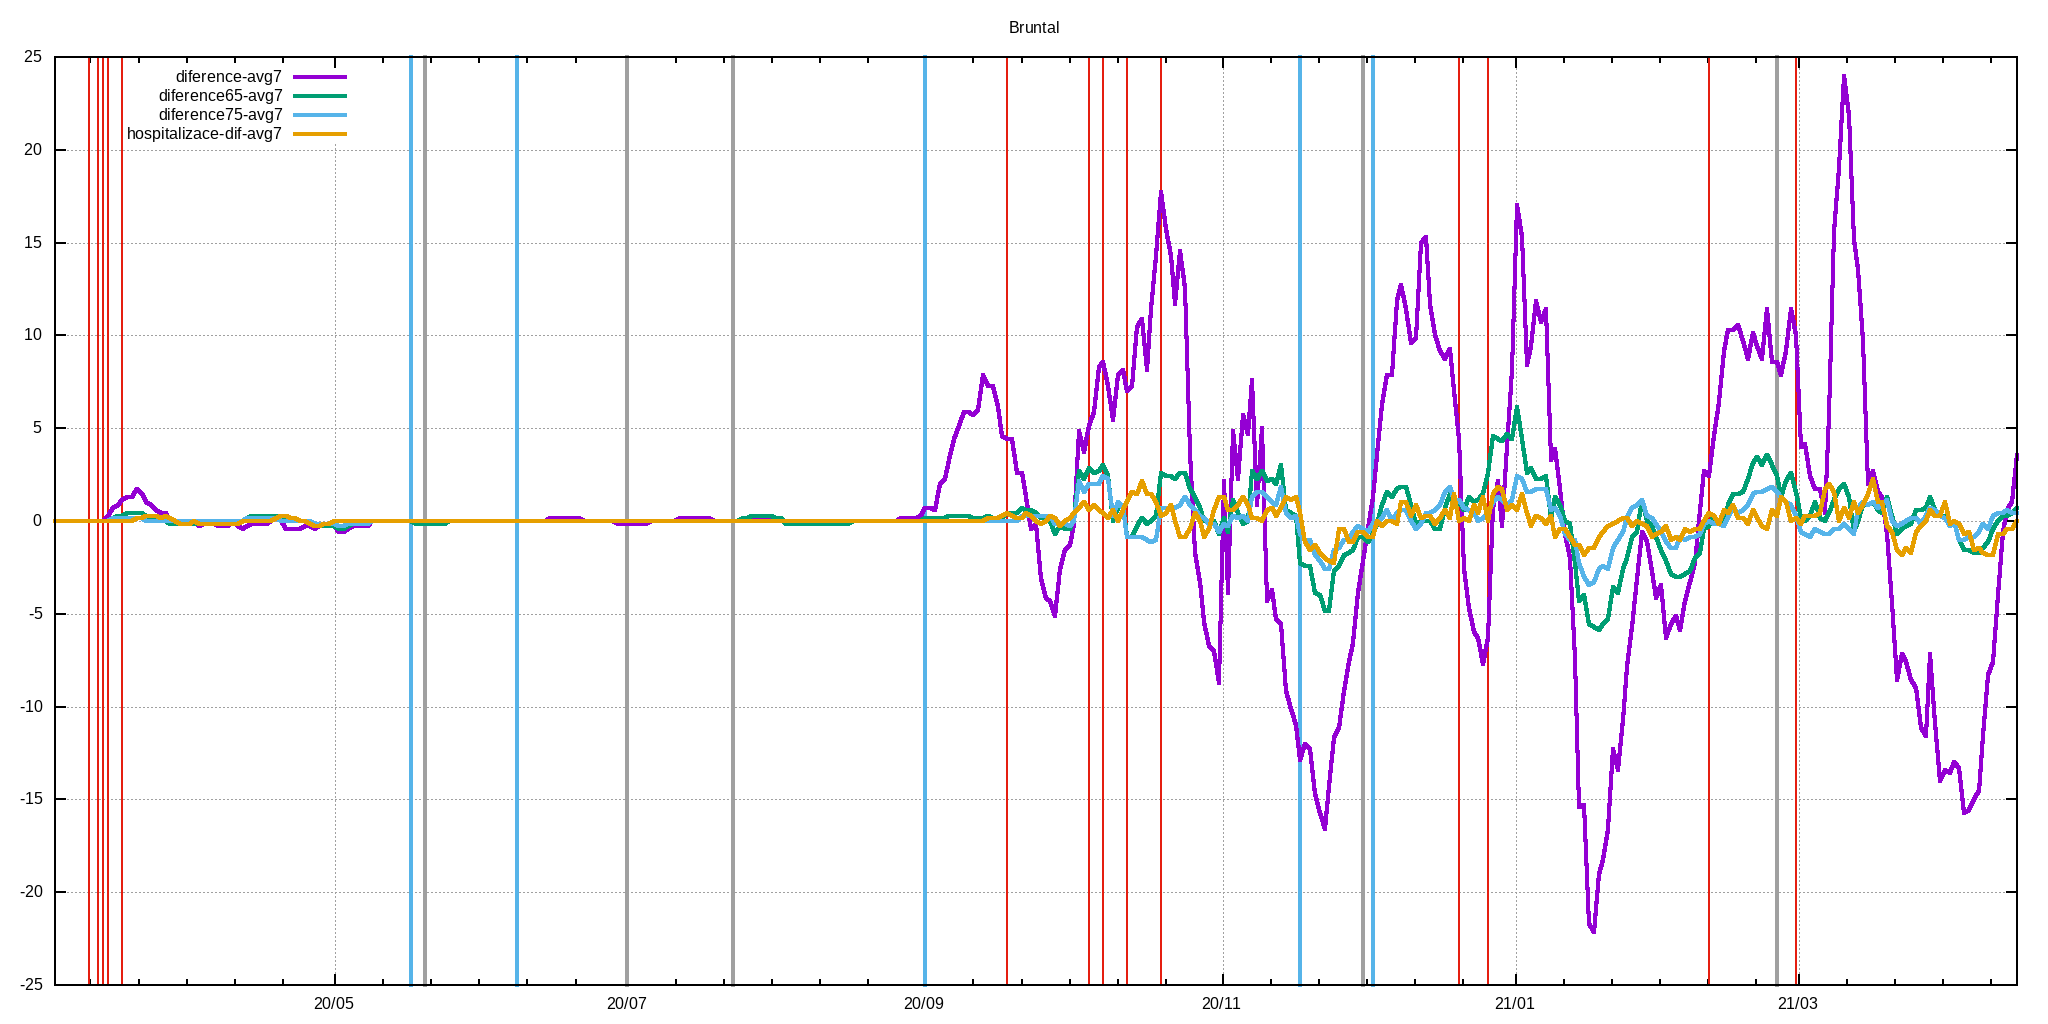 Bruntal
diference-avg7
diference65-avg7
diference75-avg7
hospitalizace-dif-avg7
25
20
15
10
5
0
-5
-10
-15
-20
-25
20/05 20/07 20/09 20/11 21/01 21/03